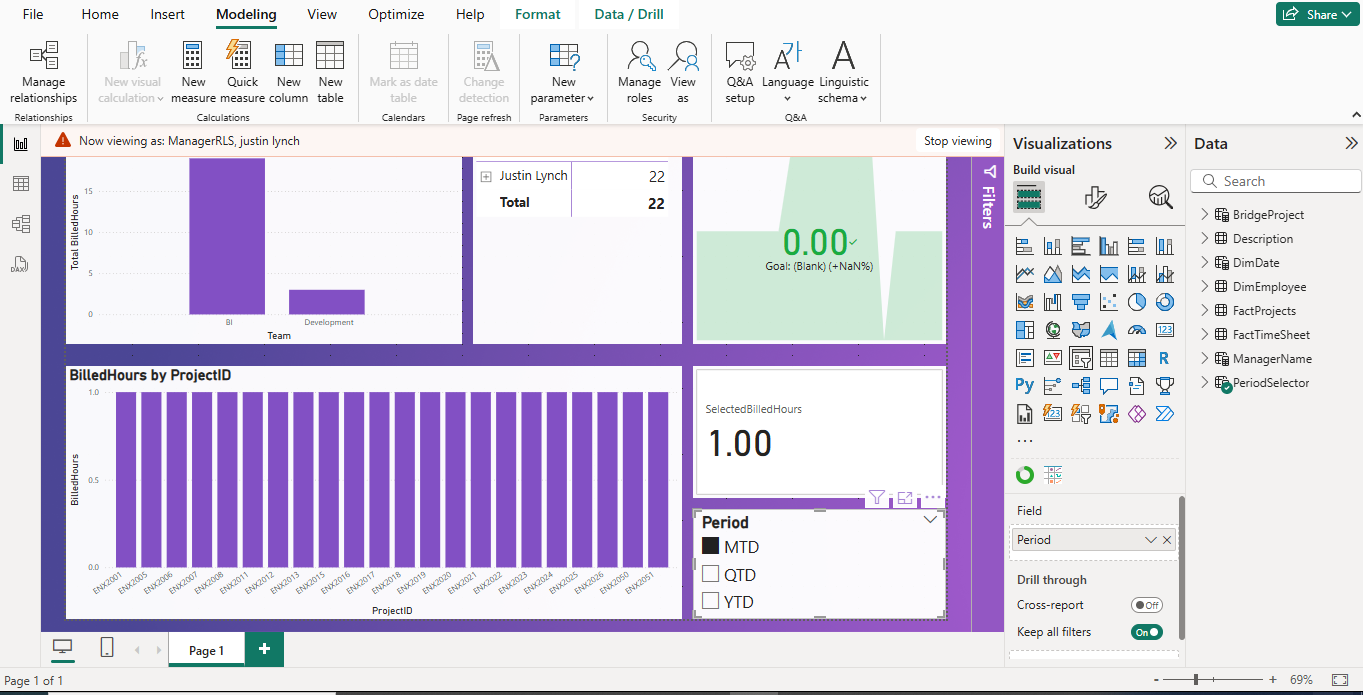 File Home Insert Modeling View Optimize Help Format Data / Drill Share
Manage relationships
New visual calculation
New measure
Quick measure
New column
New table
Mark as date table
Change detection
New parameter
Manage roles
View as
Q&A setup
Language
Linguistic schema
Relationships Calculations Calendars Page refresh Parameters Security Q&A
Now viewing as: ManagerRLS, justin lynch Stop viewing
Total BilledHours
15
10
5
0
BI Development
Team
Justin Lynch 22
Total 22
0.00
Goal: (Blank) (+NaN%)
Filters
BilledHours by ProjectID
BilledHours
1.0
0.5
0.0
ENX2001 ENX2005 ENX2006 ENX2007 ENX2008 ENX2011 ENX2012 ENX2013 ENX2015 ENX2016 ENX2017 ENX2018 ENX2019 ENX2020 ENX2021 ENX2022 ENX2023 ENX2024 ENX2025 ENX2026 ENX2050 ENX2051
ProjectID
SelectedBilledHours
1.00
Period
MTD
QTD
YTD
Visualizations
Build visual
123
R
Py
123
...
Field
Period
Drill through
Cross-report Off
Keep all filters On
Data
Search
BridgeProject
Description
DimDate
DimEmployee
FactProjects
FactTimeSheet
ManagerName
PeriodSelector
DAX
Page 1 +
Page 1 of 1
- + 69%